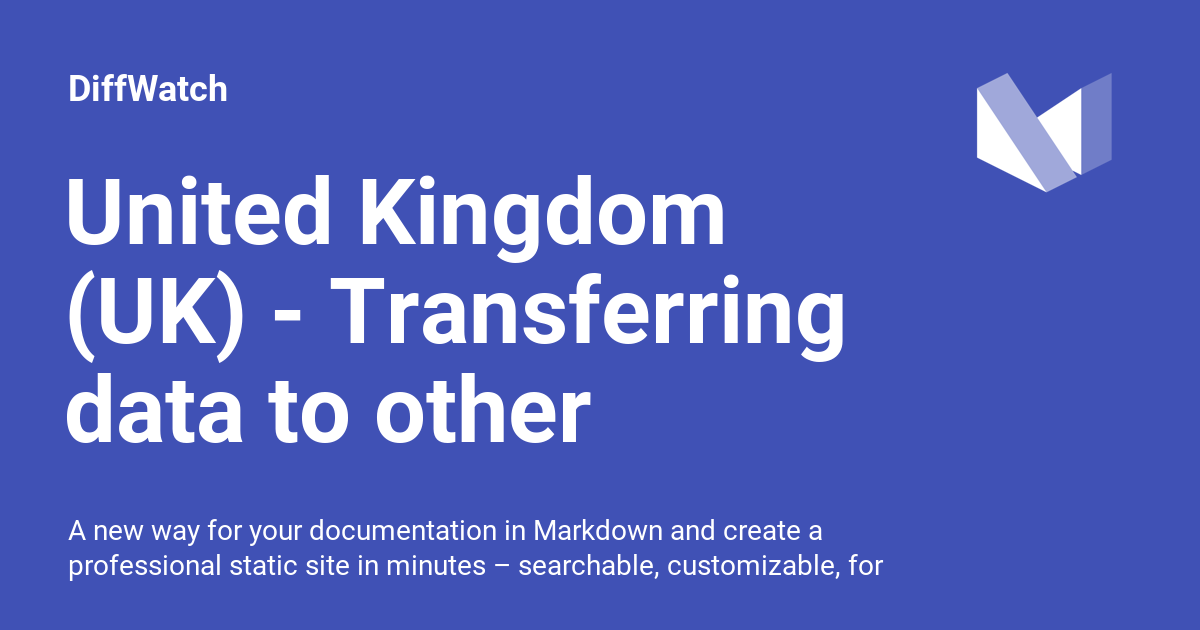 DiffWatch
United Kingdom
(UK) - Transferring
data to other
A new way for your documentation in Markdown and create a
professional static site in minutes – searchable, customizable, for